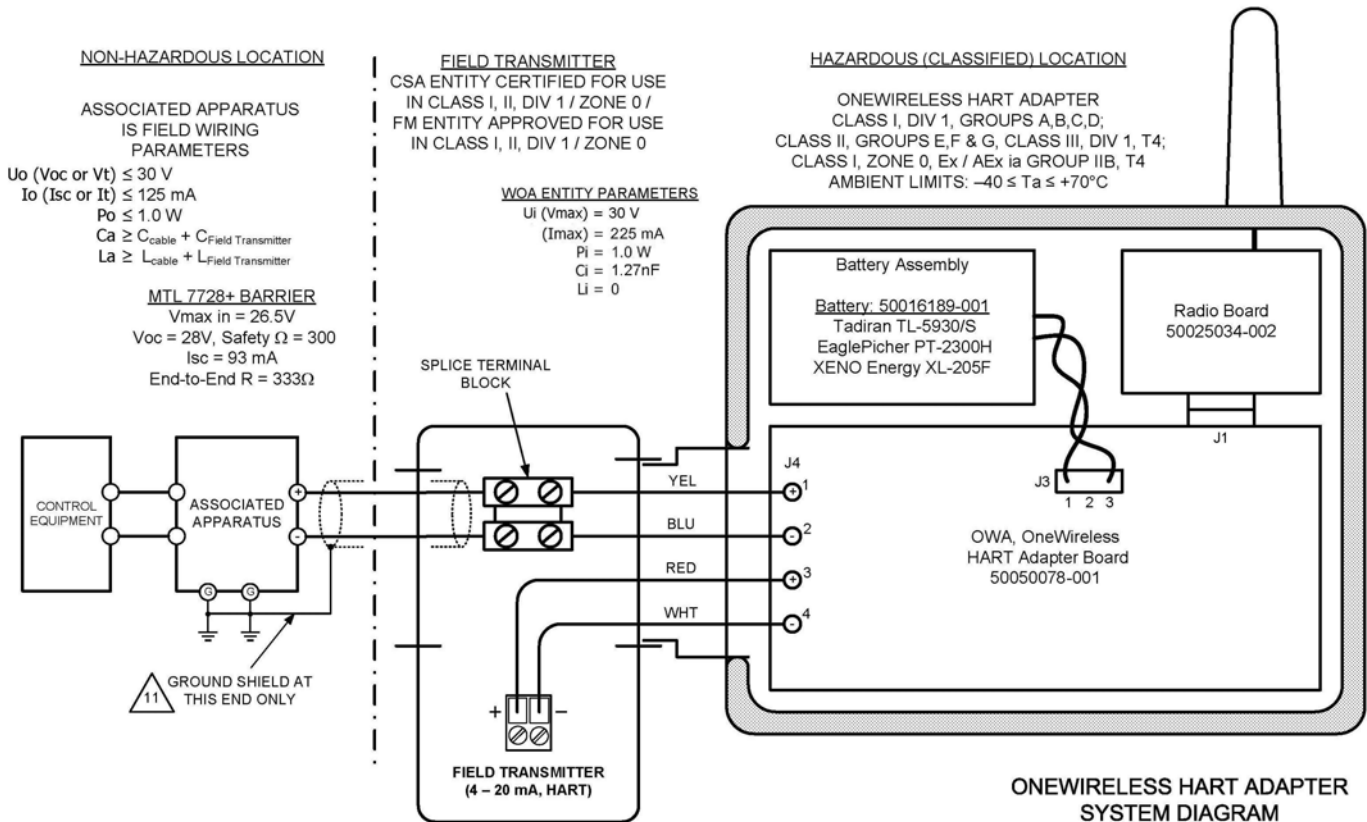 NON-HAZARDOUS LOCATION
ASSOCIATED APPARATUS
IS FIELD WIRING
PARAMETERS
Uo (Voc or Vt) ≤ 30 V
Io (Isc or It) ≤ 125 mA
Po ≤ 1.0 W
Ca ≥ Ccable + CField Transmitter
La ≥ Lcable + LField Transmitter
MTL 7728+ BARRIER
Vmax in = 26.5V
Voc = 28V, Safety Ω = 300
Isc = 93 mA
End-to-End R = 333Ω
FIELD TRANSMITTER
CSA ENTITY CERTIFIED FOR USE
IN CLASS I, II, DIV 1 / ZONE 0 /
FM ENTITY APPROVED FOR USE
IN CLASS I, II, DIV 1 / ZONE 0
WOA ENTITY PARAMETERS
Ui (Vmax) = 30 V
(Imax) = 225 mA
Pi = 1.0 W
Ci = 1.27nF
Li = 0
HAZARDOUS (CLASSIFIED) LOCATION
ONEWIRELESS HART ADAPTER
CLASS I, DIV 1, GROUPS A,B,C,D;
CLASS II, GROUPS E,F & G, CLASS III, DIV 1, T4;
CLASS I, ZONE 0, Ex / AEx ia GROUP IIB, T4
AMBIENT LIMITS: –40 ≤ Ta ≤ +70°C
Battery Assembly
Battery: 50016189-001
Tadiran TL-5930/S
EaglePicher PT-2300H
XENO Energy XL-205F
Radio Board
50025034-002
J1
J3
1 2 3
OWA, OneWireless
HART Adapter Board
50050078-001
SPLICE TERMINAL
BLOCK
CONTROL
EQUIPMENT
ASSOCIATED
APPARATUS
+
-
G G
11
GROUND SHIELD AT
THIS END ONLY
YEL
BLU
RED
WHT
J4
+ 1
- 2
+ 3
- 4
+ –
FIELD TRANSMITTER
(4 – 20 mA, HART)
ONEWIRELESS HART ADAPTER
SYSTEM DIAGRAM